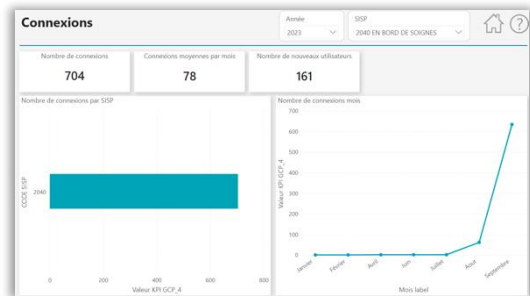 Connexions
Année
2023
SISP
2040 EN BORD DE SOIGNES
?
Nombre de connexions
704
Connexions moyennes par mois
78
Nombre de nouveaux utilisateurs
161
Nombre de connexions par SISP
CODE SISP
2040
0 200 400 600 800
Valeur KPI GCP_4
Nombre de connexions mois
Valeur KPI GCP_4
700
600
500
400
300
200
100
0
Janvier Février Avril Juin Juillet Aout Septembre
Mois label